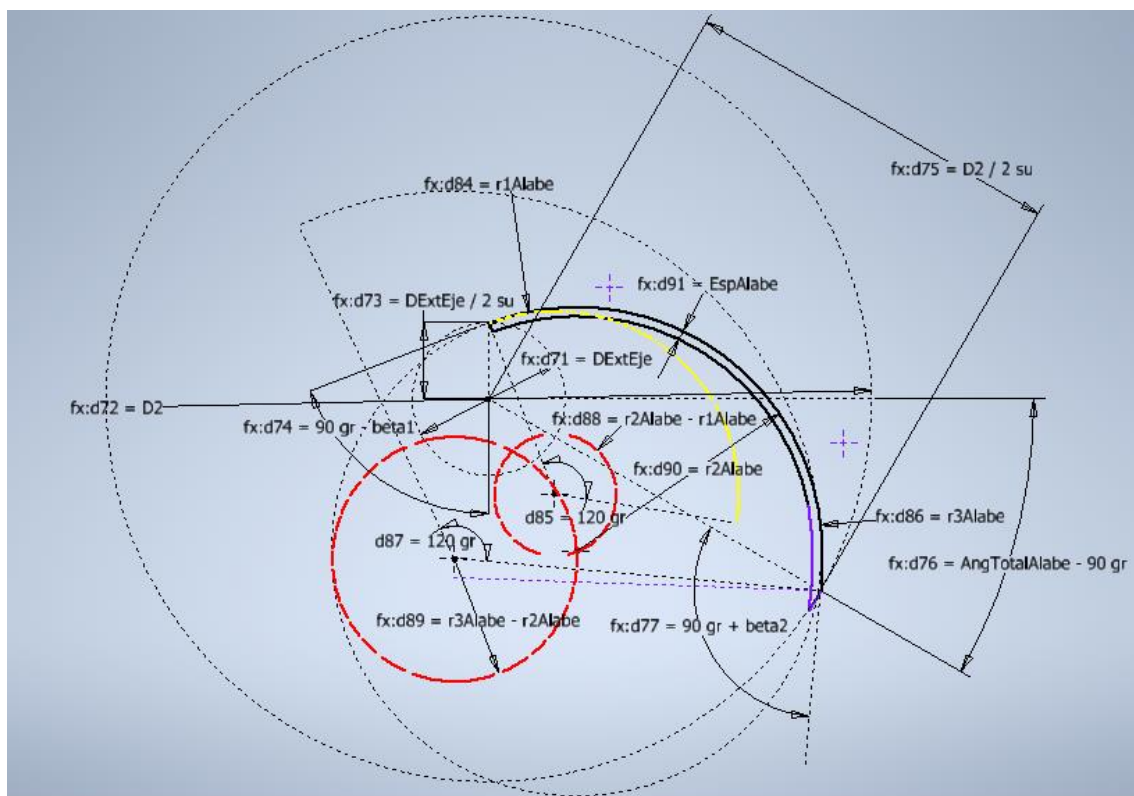 fx:d75 = D2 / 2 su
fx:d84 = r1Alabe
fx:d91 = EspAlabe
fx:d73 = DExtEje / 2 su
fx:d71 = DExtEje
fx:d72 = D2
fx:d74 = 90 gr - beta1
fx:d88 = r2Alabe - r1Alabe
fx:d90 = r2Alabe
d85 = 120 gr
fx:d86 = r3Alabe
d87 = 120 gr
fx:d76 = AngTotalAlabe - 90 gr
fx:d89 = r3Alabe - r2Alabe
fx:d77 = 90 gr + beta2